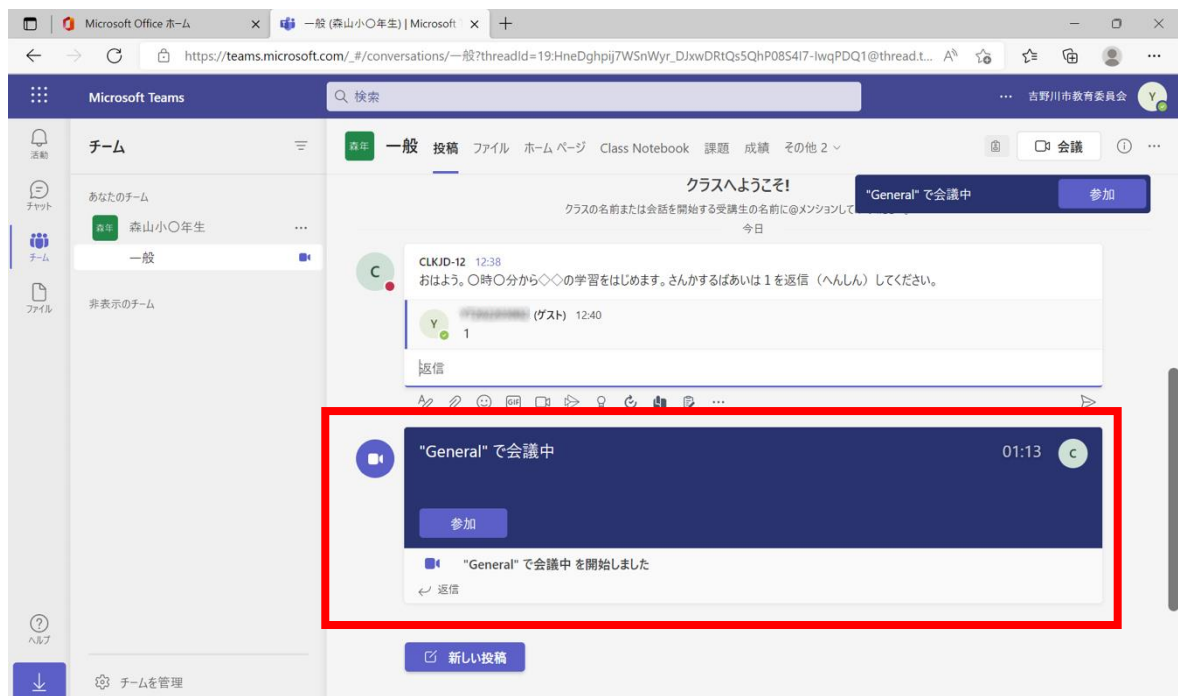 Microsoft Office ホーム
一般 (森山小〇年生) | Microsoft
https://teams.microsoft.com/_#/conversations/一般?threadId=19:HneDghpij7WSnWyr_DJxwDRtQs5QhP08S4I7-IwqPDQ1@thread.t...
Microsoft Teams
検索
吉野川市教育委員会
Y
活動
チャット
チーム
ファイル
ヘルプ
チーム
あなたのチーム
森年 森山小〇年生
一般
非表示のチーム
チームを管理
森年 一般 投稿 ファイル ホーム ページ Class Notebook 課題 成績 その他 2
会議
"General" で会議中
参加
クラスへようこそ!
クラスの名前または会話を開始する受講生の名前に@メンションして
今日
C
CLKJD-12 12:38
おはよう。〇時〇分から◇◇の学習をはじめます。さんかするばあいは 1 を返信（へんしん）してください。
Y
(ゲスト) 12:40
1
返信
GIF
"General" で会議中
01:13
C
参加
"General" で会議中 を開始しました
返信
新しい投稿